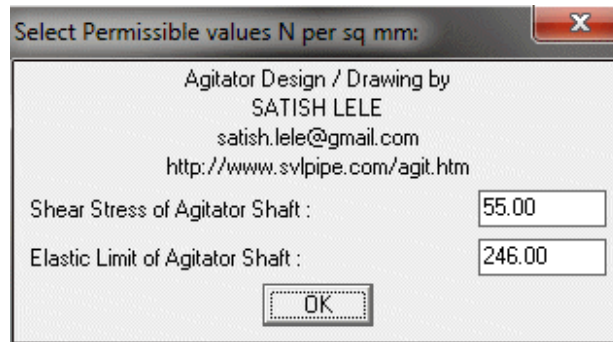 Select Permissible values N per sq mm:
X
Agitator Design / Drawing by
SATISH LELE
satish.lele@gmail.com
http://www.svlpipe.com/agit.htm
Shear Stress of Agitator Shaft : 55.00
Elastic Limit of Agitator Shaft : 246.00
OK